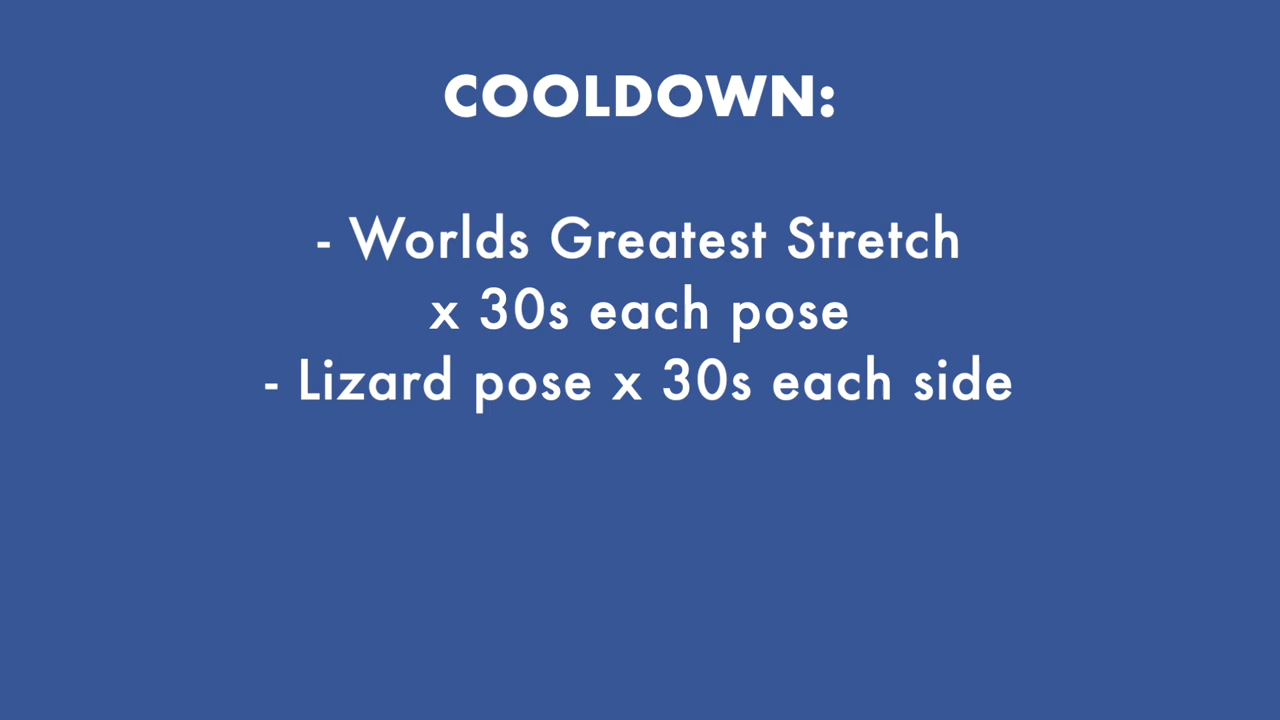 COOLDOWN:
- Worlds Greatest Stretch
x 30s each pose
- Lizard pose x 30s each side